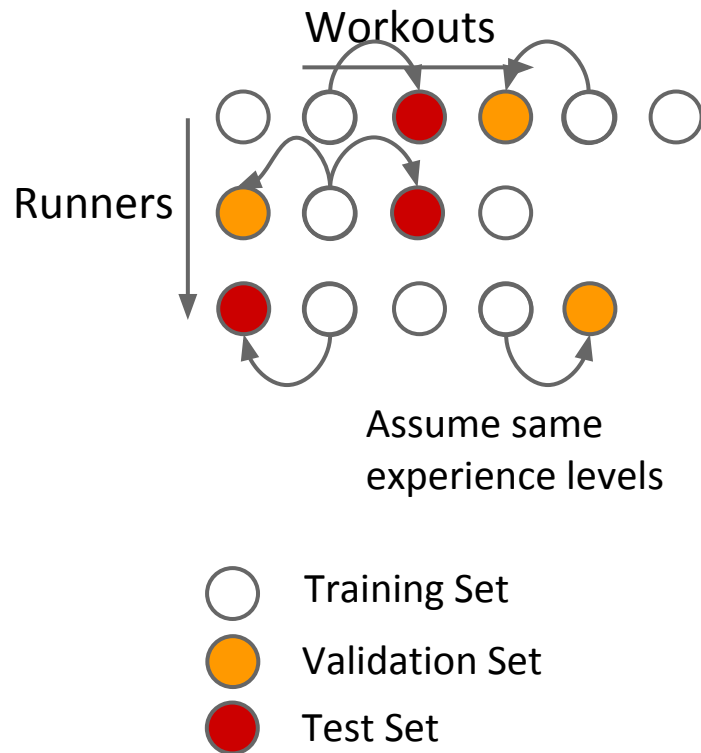 Workouts
Runners
Assume same
experience levels
Training Set
Validation Set
Test Set